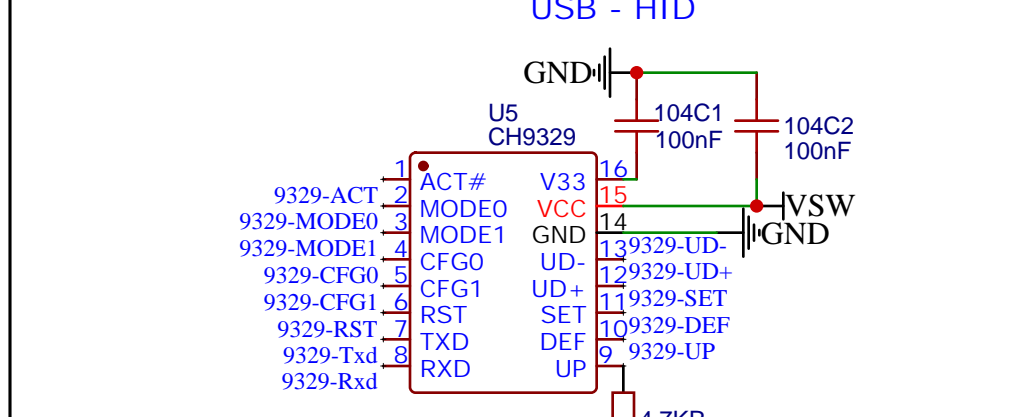 USB - HID
GND
U5
CH9329
104C1
100nF
104C2
100nF
1
ACT#
V33
16
9329-ACT
2
MODE0
VCC
15
VSW
9329-MODE0
3
MODE1
GND
14
GND
9329-MODE1
4
CFG0
UD-
13
9329-UD-
9329-CFG0
5
CFG1
UD+
12
9329-UD+
9329-CFG1
6
RST
SET
11
9329-SET
9329-RST
7
TXD
DEF
10
9329-DEF
9329-Txd
8
RXD
UP
9
9329-UP
9329-Rxd